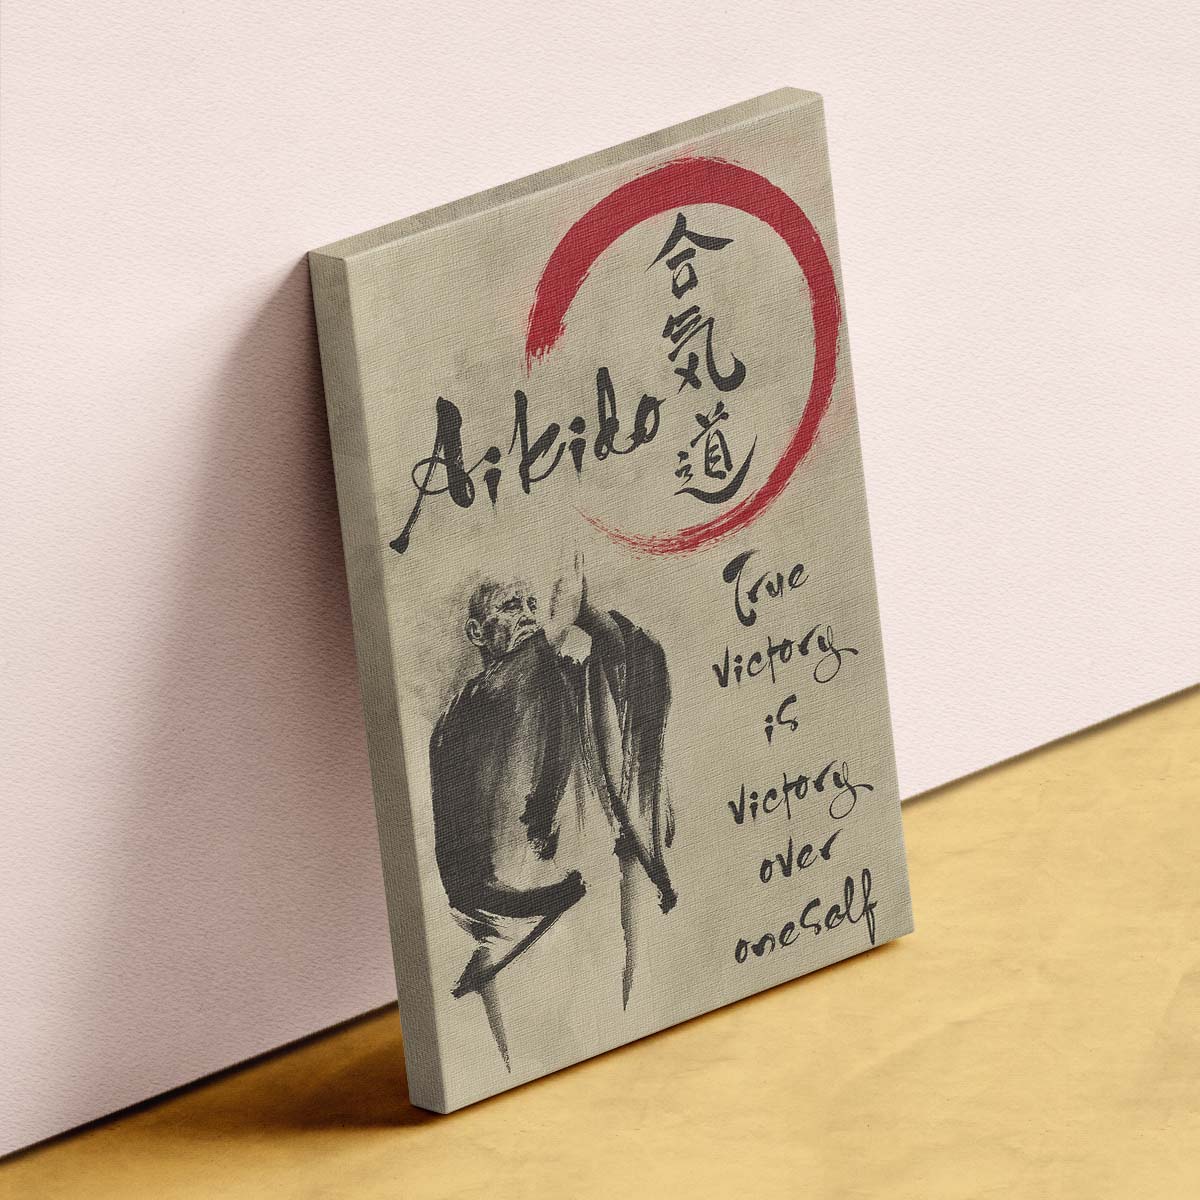 合気道
Aikido
True
victory
is
victory
over
oneself